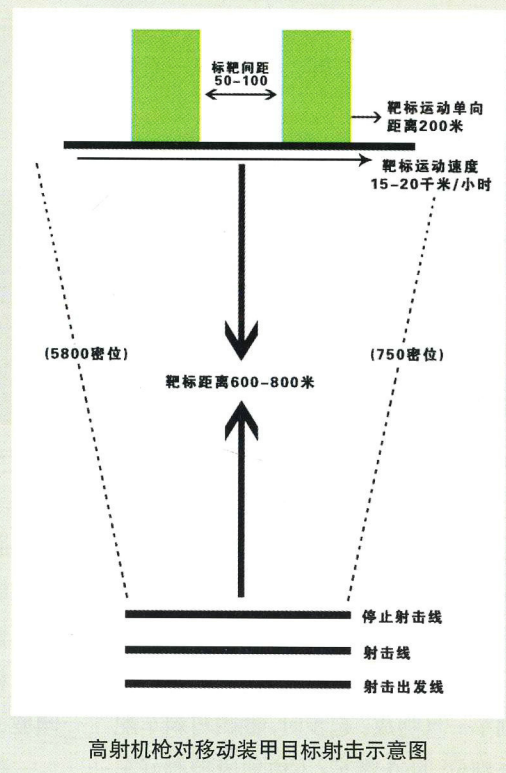 标靶间距
50-100
靶标运动单向
距离200米
靶标运动速度
15-20千米/小时
(5800密位)
(750密位)
靶标距离600-800米
停止射击线
射击线
射击出发线
高射机枪对移动装甲目标射击示意图